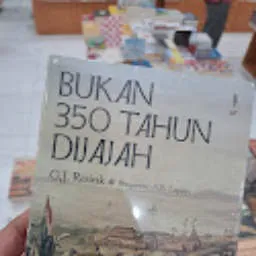 BUKAN
350 TAHUN
DIJAJAH
G.J. Resink